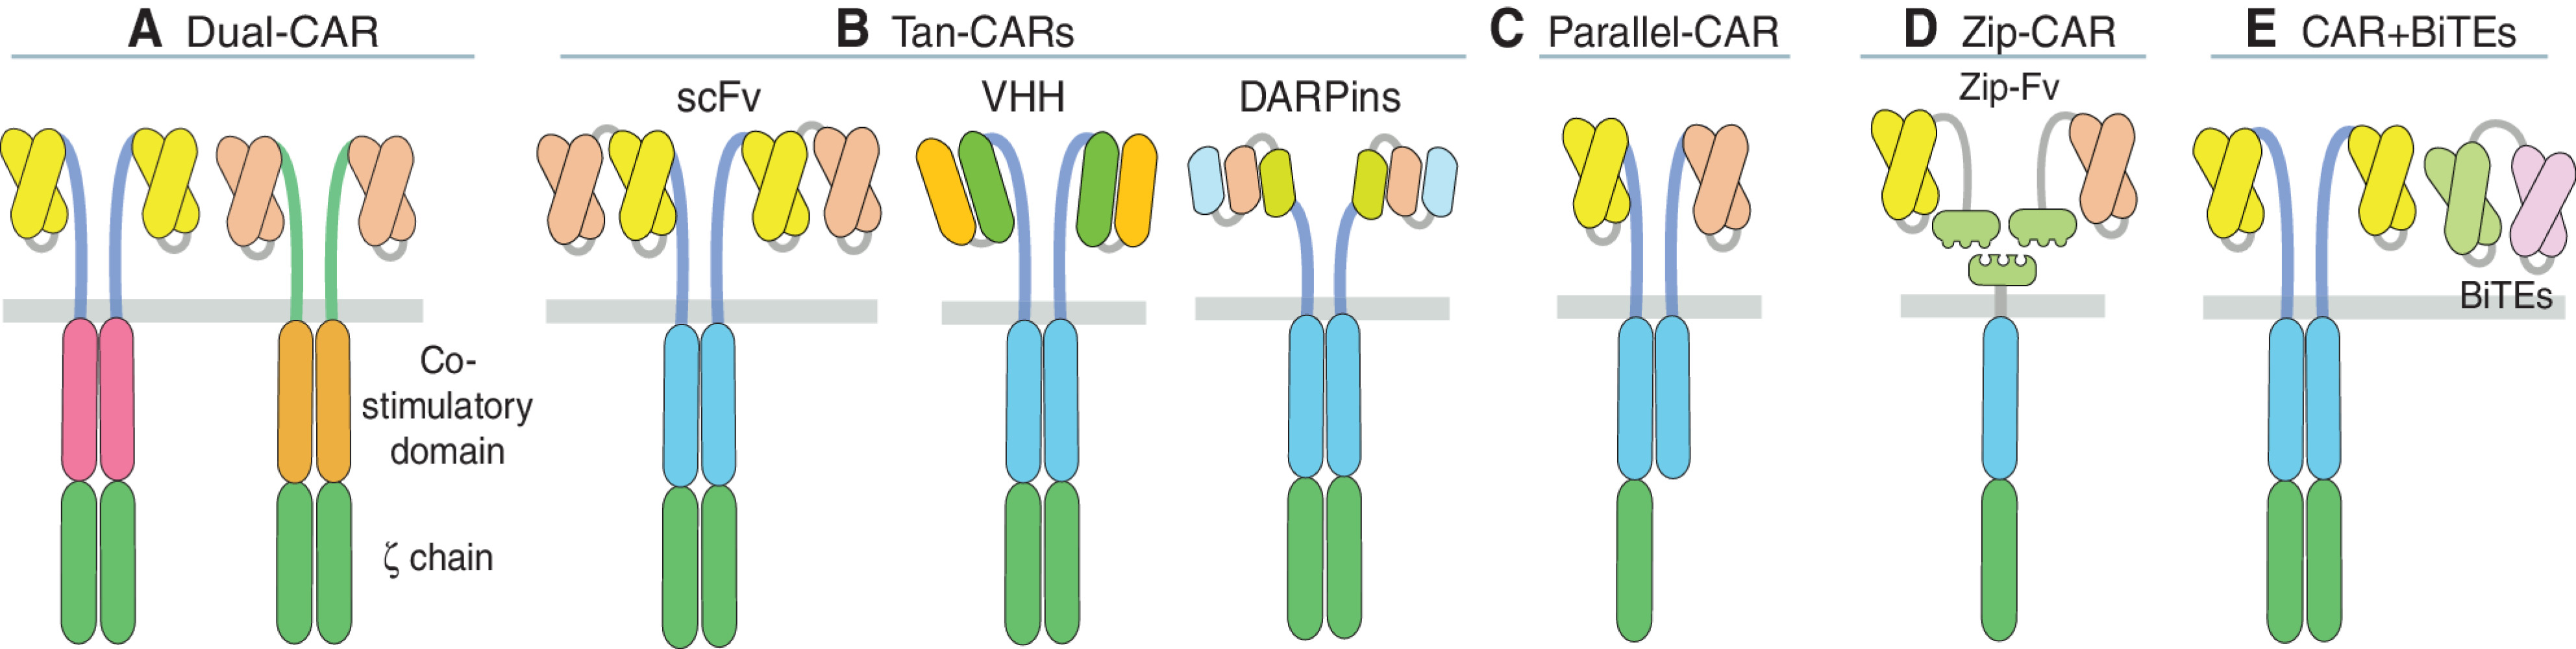 A Dual-CAR
B Tan-CARs
C Parallel-CAR
D Zip-CAR
E CAR+BiTEs
scFv
VHH
DARPins
Zip-Fv
BiTEs
Co-
stimulatory
domain
ζ chain